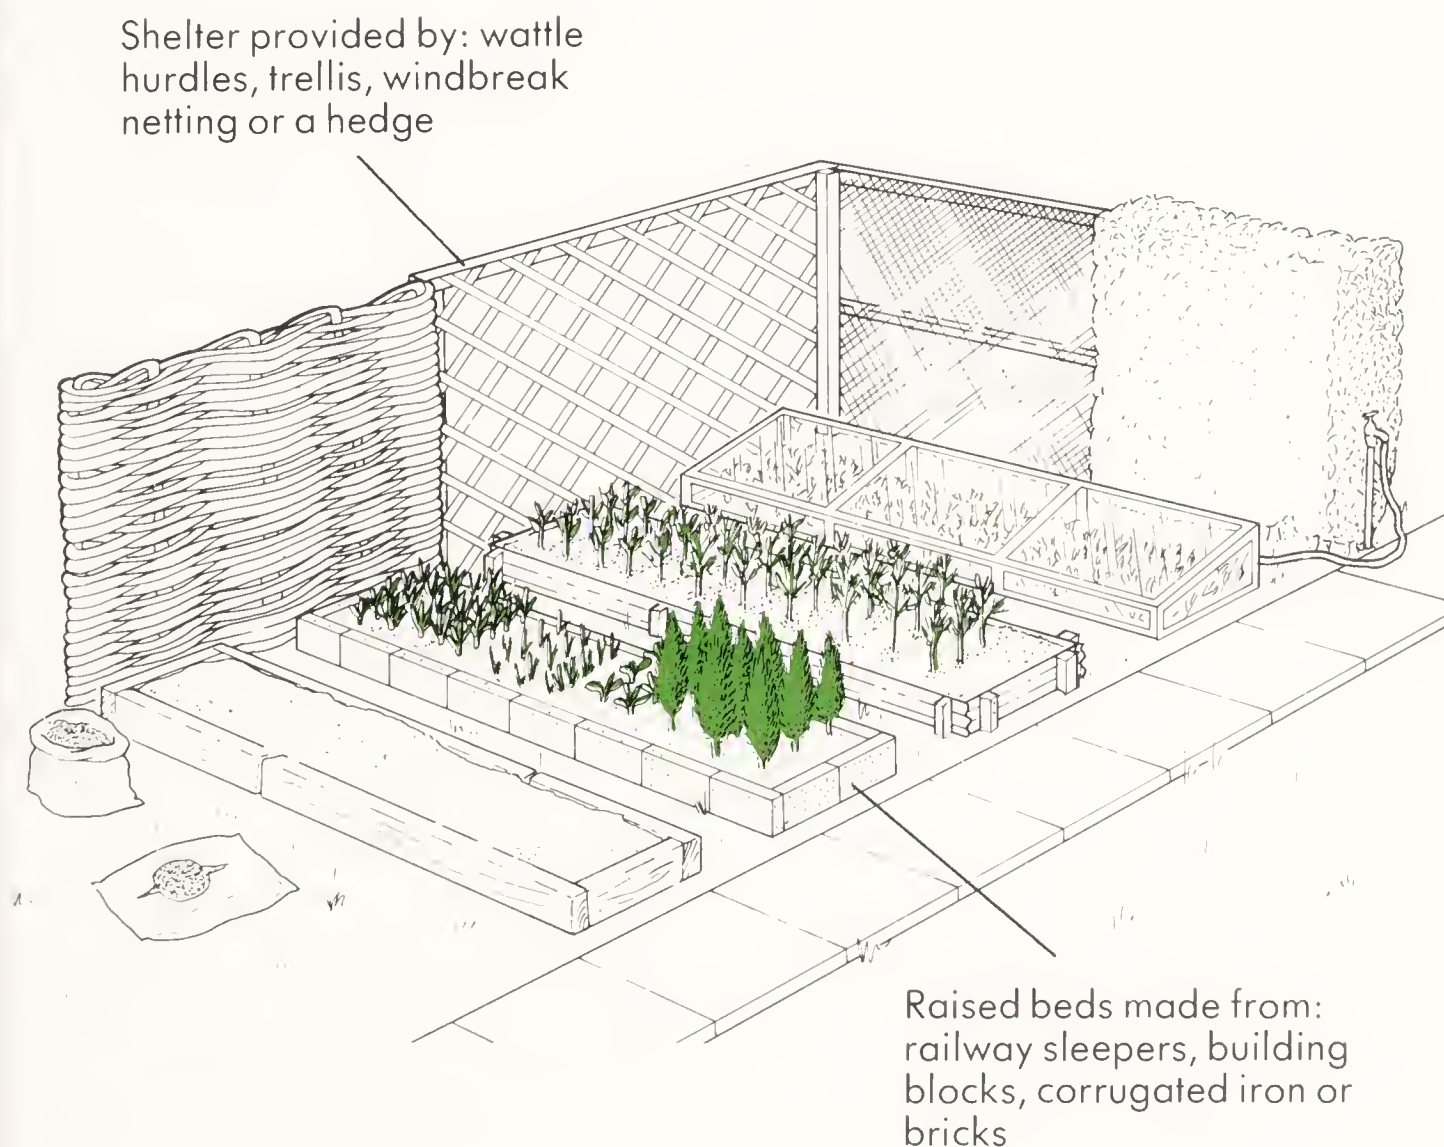 Shelter provided by: wattle
hurdles, trellis, windbreak
netting or a hedge
Raised beds made from:
railway sleepers, building
blocks, corrugated iron or
bricks